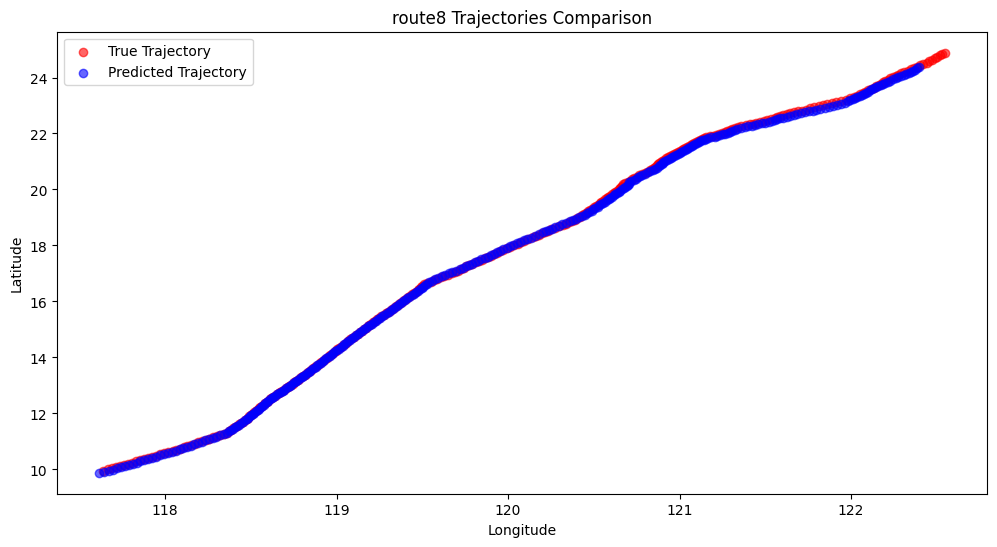 route8 Trajectories Comparison
True Trajectory
Predicted Trajectory
Latitude
24
22
20
18
16
14
12
10
118
119
120
121
122
Longitude